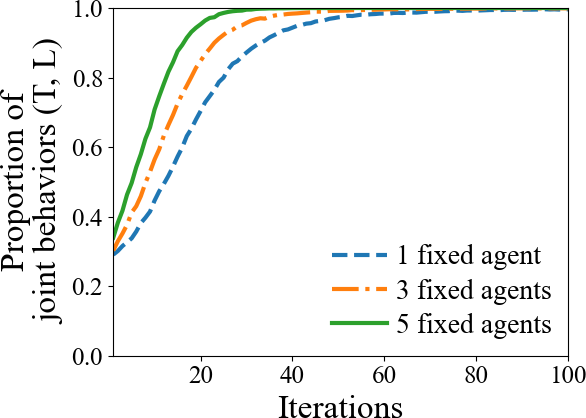 Proportion of
joint behaviors (T, L)
1.0
0.8
0.6
0.4
0.2
0.0
20 40 60 80 100
Iterations
1 fixed agent
3 fixed agents
5 fixed agents